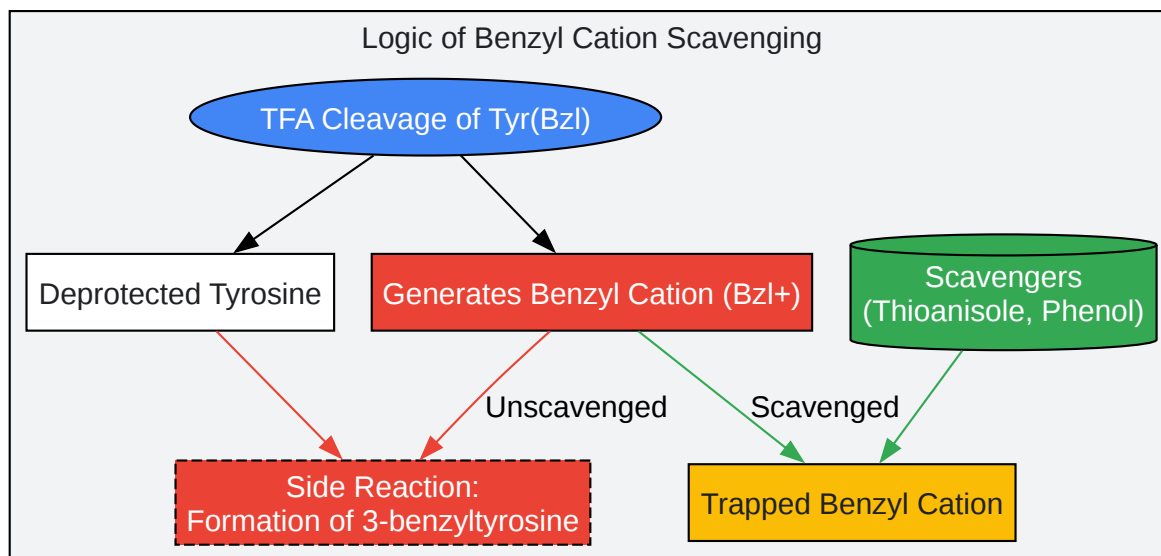 Logic of Benzyl Cation Scavenging
TFA Cleavage of Tyr(Bzl)
Deprotected Tyrosine
Generates Benzyl Cation (Bzl+)
Scavengers
(Thioanisole, Phenol)
Unscavenged
Scavenged
Side Reaction:
Formation of 3-benzyltyrosine
Trapped Benzyl Cation